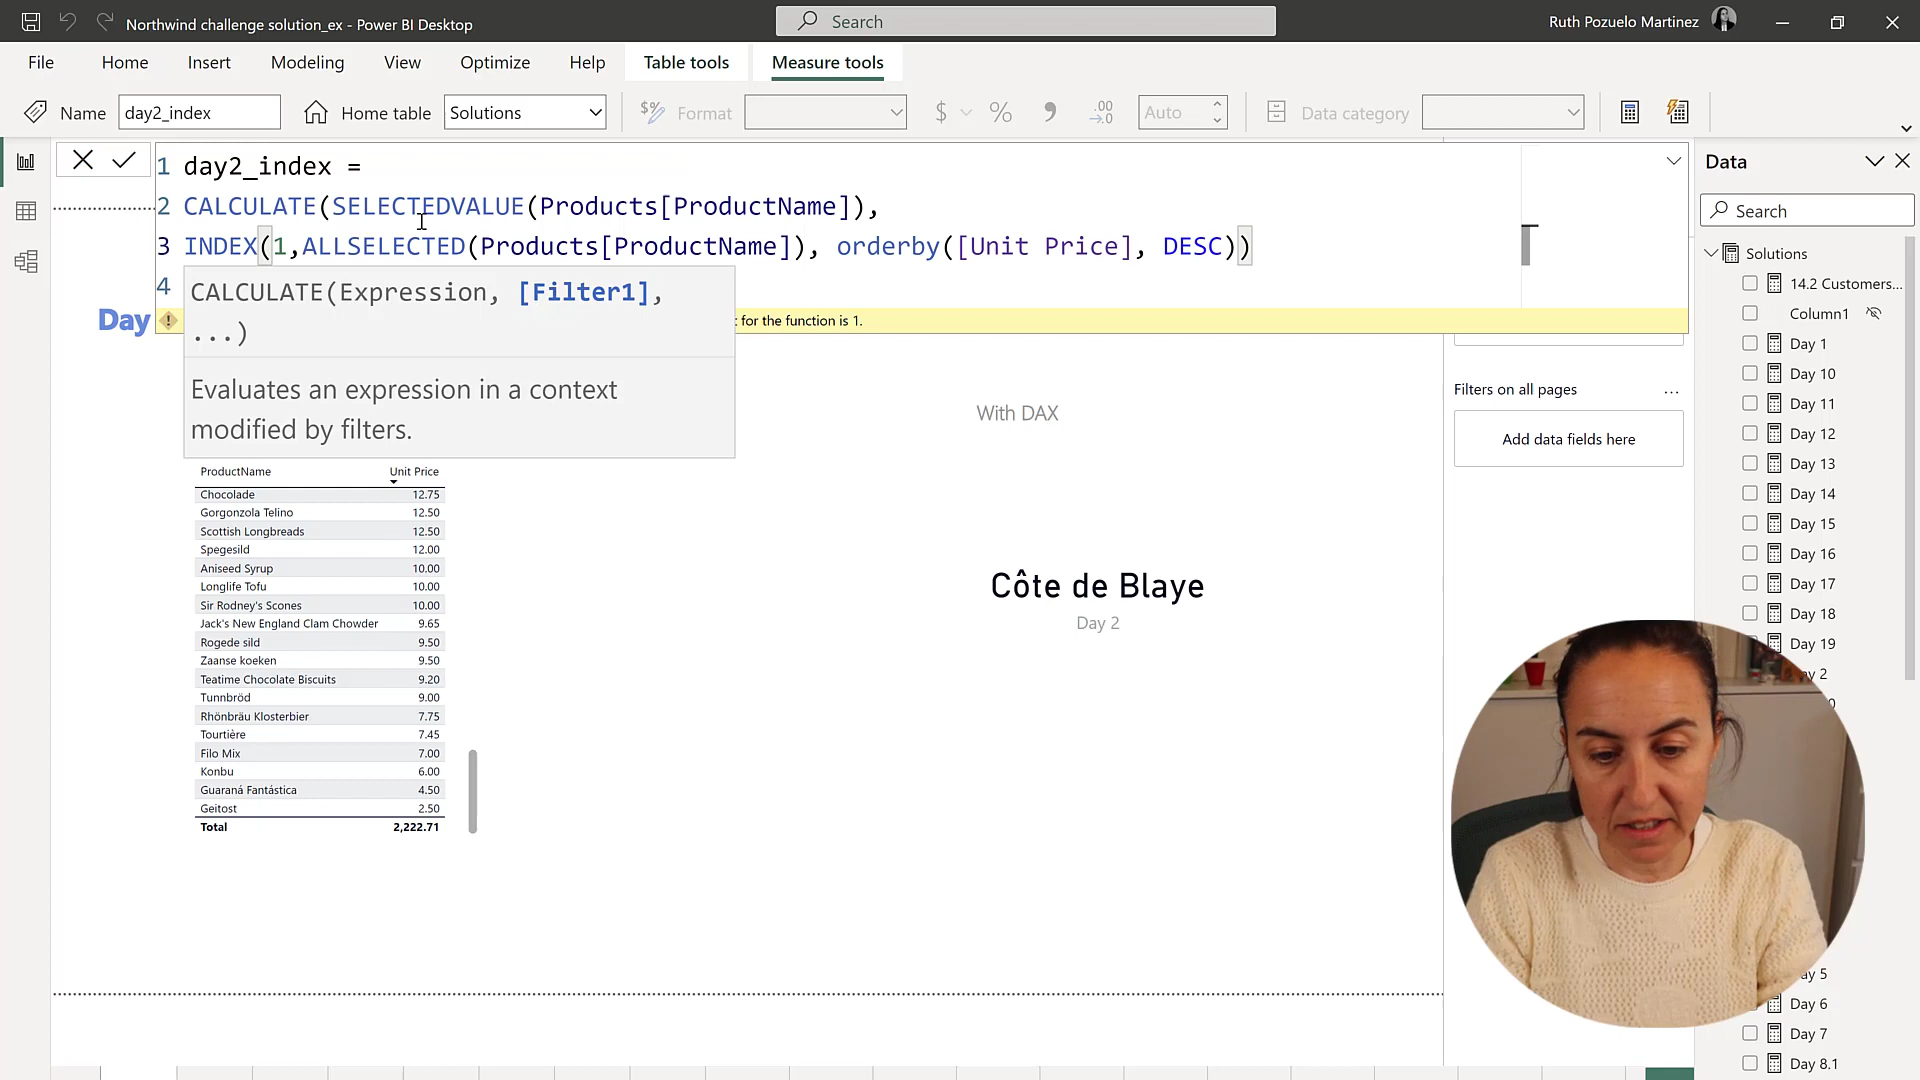 Northwind challenge solution_ex - Power BI Desktop
Search
Ruth Pozuelo Martinez
File
Home
Insert
Modeling
View
Optimize
Help
Table tools
Measure tools
Name
day2_index
Home table
Solutions
Format
$
%
Auto
Data category
1 day2_index =
2 CALCULATE(SELECTEDVALUE(Products[ProductName]),
3 INDEX(1,ALLSELECTED(Products[ProductName]), orderby([Unit Price], DESC))
4
CALCULATE(Expression, [Filter1],
...)
Evaluates an expression in a context
modified by filters.
for the function is 1.
Day
With DAX
ProductName Unit Price
Chocolade 12.75
Gorgonzola Telino 12.50
Scottish Longbreads 12.50
Spegesild 12.00
Aniseed Syrup 10.00
Longlife Tofu 10.00
Sir Rodney's Scones 10.00
Jack's New England Clam Chowder 9.65
Rogede sild 9.50
Zaanse koeken 9.50
Teatime Chocolate Biscuits 9.20
Tunnbröd 9.00
Rhönbräu Klosterbier 7.75
Tourtière 7.45
Filo Mix 7.00
Konbu 6.00
Guaraná Fantástica 4.50
Geitost 2.50
Total 2,222.71
Côte de Blaye
Day 2
Filters on all pages
...
Add data fields here
Data
Search
Solutions
14.2 Customers...
Column1
Day 1
Day 10
Day 11
Day 12
Day 13
Day 14
Day 15
Day 16
Day 17
Day 18
Day 19
2
5
Day 6
Day 7
Day 8.1